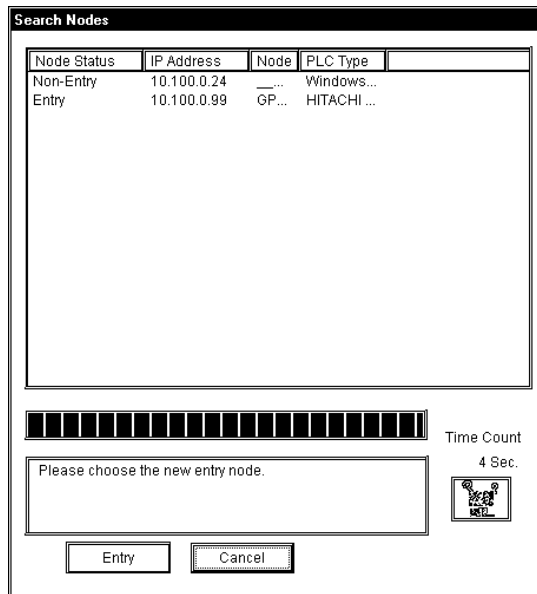 Search Nodes
Node Status IP Address Node PLC Type
Non-Entry 10.100.0.24 __... Windows...
Entry 10.100.0.99 GP... HITACHI ...
Time Count
4 Sec.
Please choose the new entry node.
Entry Cancel